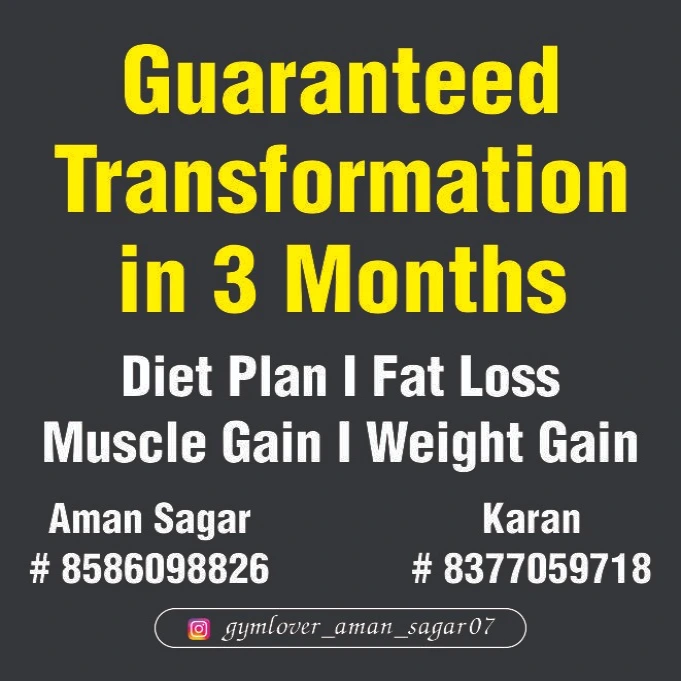 Guaranteed
Transformation
in 3 Months
Diet Plan I Fat Loss
Muscle Gain I Weight Gain
Aman Sagar
# 8586098826
Karan
# 8377059718
gymlover_aman_sagar07